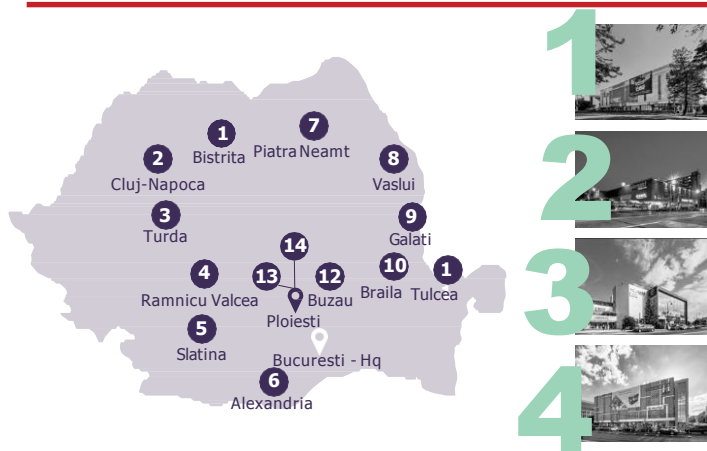 1
7
1
Bistrita
Piatra Neamt
2
Cluj-Napoca
8
Vaslui
2
3
Turda
9
Galati
14
4
Ramnicu Valcea
13
12
Buzau
10
Braila
1
Tulcea
3
Ploiesti
5
Slatina
Bucuresti - Hq
6
Alexandria
4